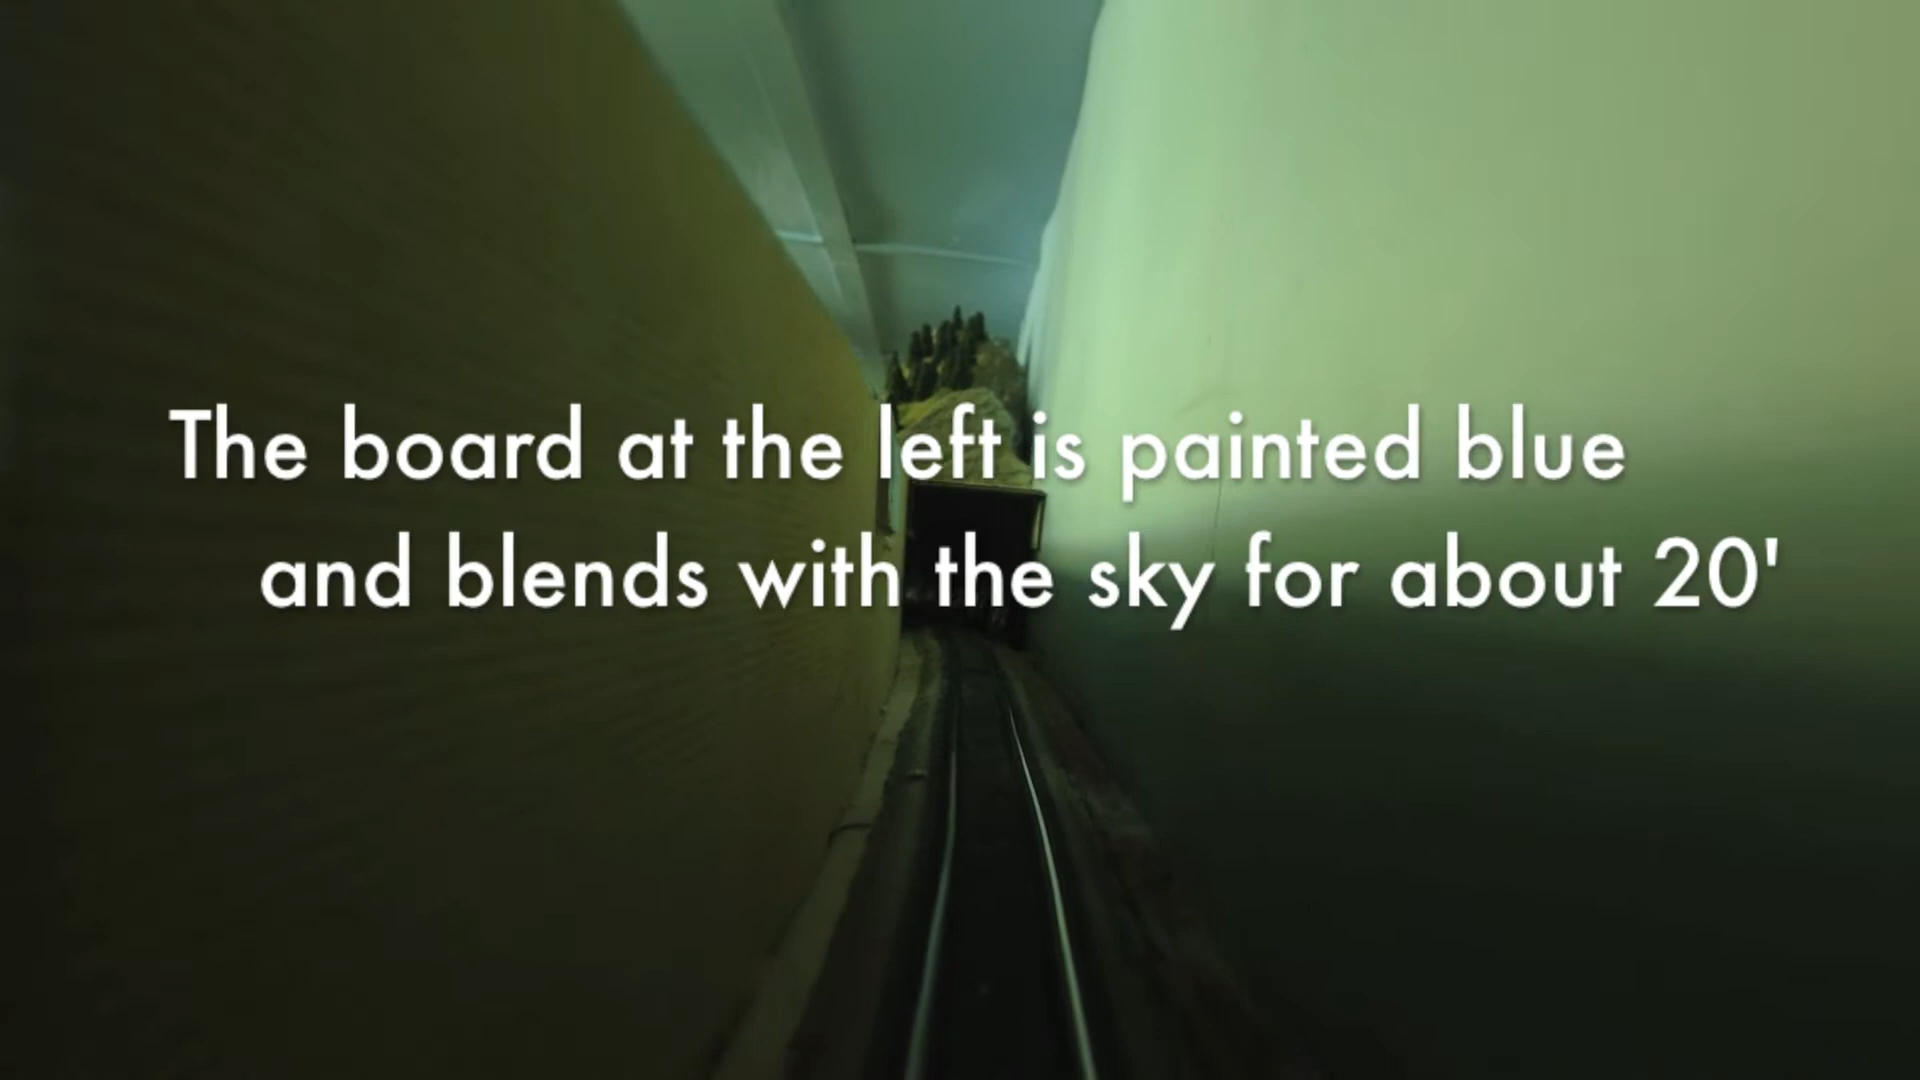 The board at the left is painted blue
and blends with the sky for about 20'